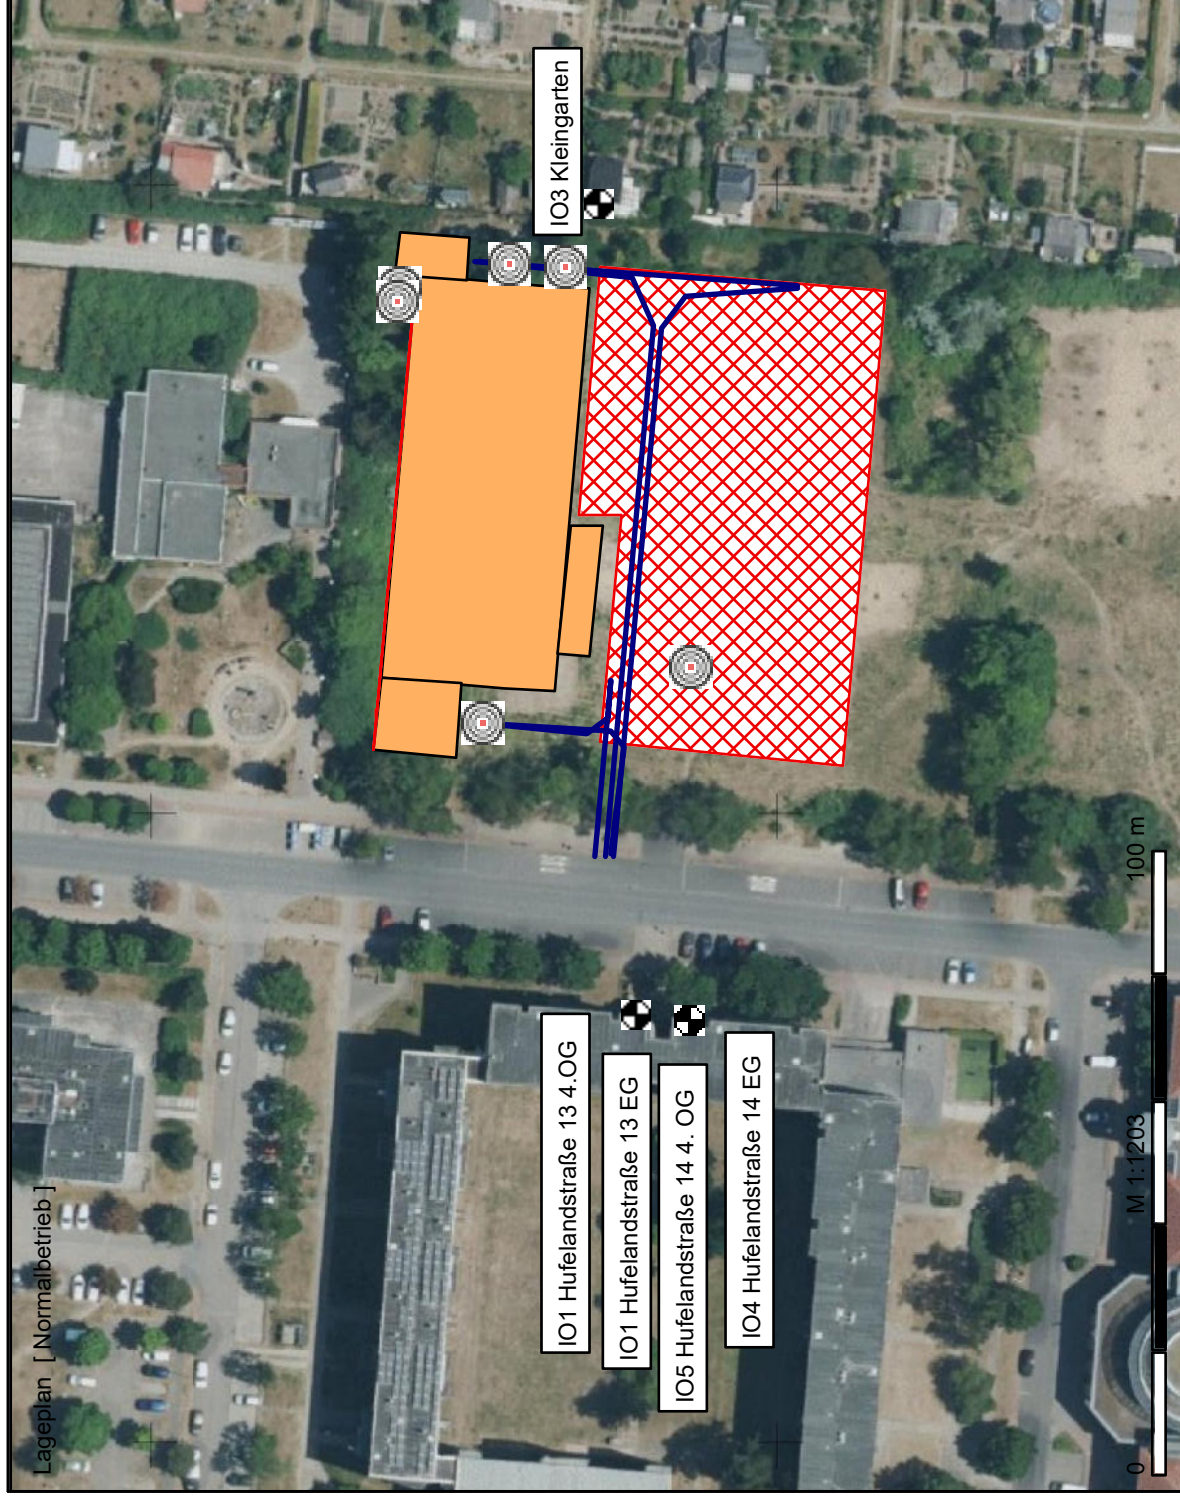 Lageplan [ Normalbetrieb ]
IO3 Kleingarten
IO1 Hufelandstraße 13 4.OG
IO1 Hufelandstraße 13 EG
IO5 Hufelandstraße 14 4. OG
IO4 Hufelandstraße 14 EG
0
M 1:1203
100 m